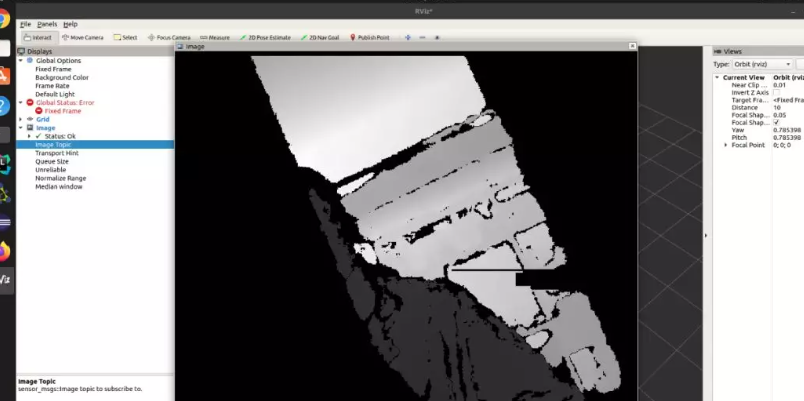 RViz*
File Panels Help
Interact Move Camera Select Focus Camera Measure 2D Pose Estimate 2D Nav Goal Publish Point
Displays
Global Options
Fixed Frame
Background Color
Frame Rate
Default Light
Global Status: Error
Fixed Frame
Grid
Image
Status: Ok
Image Topic
Transport Hint
Queue Size
Unreliable
Normalize Range
Median window
Image Topic
sensor_msgs::Image topic to subscribe to.
Image
Views
Type: Orbit (rviz)
Current View Orbit (rviz)
Near Clip ... 0.01
Invert Z Axis
Target Fra... <Fixed Fra
Distance 10
Focal Shap... 0.05
Focal Shap...
Yaw 0.785398
Pitch 0.785398
Focal Point 0; 0; 0